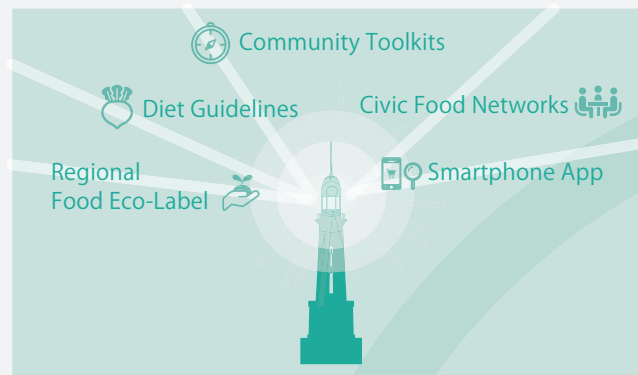 Community Toolkits
Diet Guidelines
Civic Food Networks
Regional
Food Eco-Label
Smartphone App